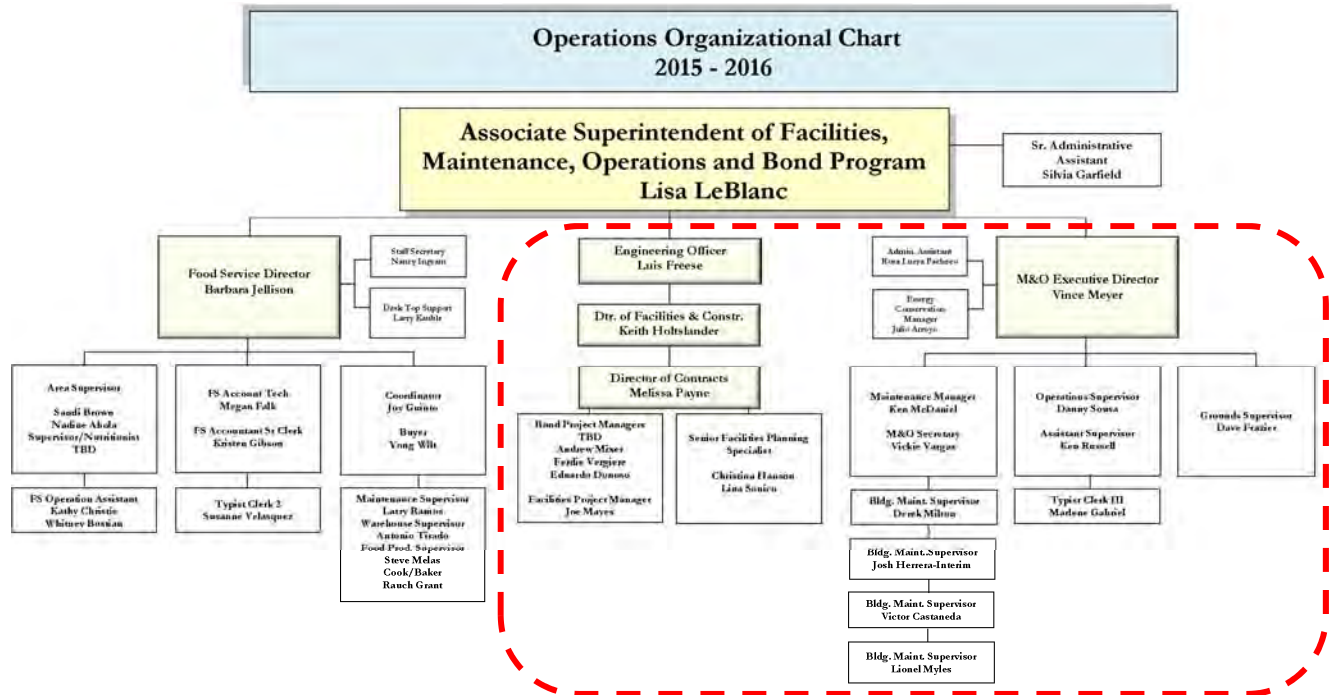 Operations Organizational Chart
2015 - 2016
Associate Superintendent of Facilities,
Maintenance, Operations and Bond Program
Lisa LeBlanc
Sr. Administrative
Assistant
Silvia Garfield
Food Service Director
Barbara Jellison
Staff Secretary
Nancy Ingram
Desk Top Support
Larry
Engineering Officer
Luis Freese
Dtr. of Facilities & Constr.
Keith Holtslander
Director of Contracts
Melissa Payne
Admin. Assistant
Rosa Pacheco
Energy
Conservation
Manager
Julio Arroyo
M&O Executive Director
Vince Meyer
Area Supervisor
Sandi Brown
Nadine Abola
Supervisor/Nutritionist
TBD
FS Account Tech
Megan Falk
FS Accountant Sr Clerk
Kristen Gibson
Coordinator
Joy Guinto
Buyer
Yong
Bond Project Managers
TBD
Andrew Mixer
Ferdie Vergiere
Eduardo Donoso
Facilities Project Manager
Joe Mayes
Senior Facilities Planning
Specialist
Christina Hanson
Lina
Maintenance Manager
Ken McDaniel
M&O Secretary
Vickie Vargas
Operations Supervisor
Danny Sousa
Assistant Supervisor
Ken Russell
Grounds Supervisor
Dave Frazier
FS Operation Assistant
Kathy Christie
Whitney
Typist Clerk 2
Susanne Velasquez
Maintenance Supervisor
Larry Ramos
Warehouse Supervisor
Antonio Tirado
Food Prod. Supervisor
Steve Melas
Cook/Baker
Rauch Grant
Bldg. Maint. Supervisor
Derek Milton
Typist Clerk III
Marlene Gabriel
Bldg. Maint. Supervisor
Josh Herrera-Interim
Bldg. Maint. Supervisor
Victor Castaneda
Bldg. Maint. Supervisor
Lionel Myles